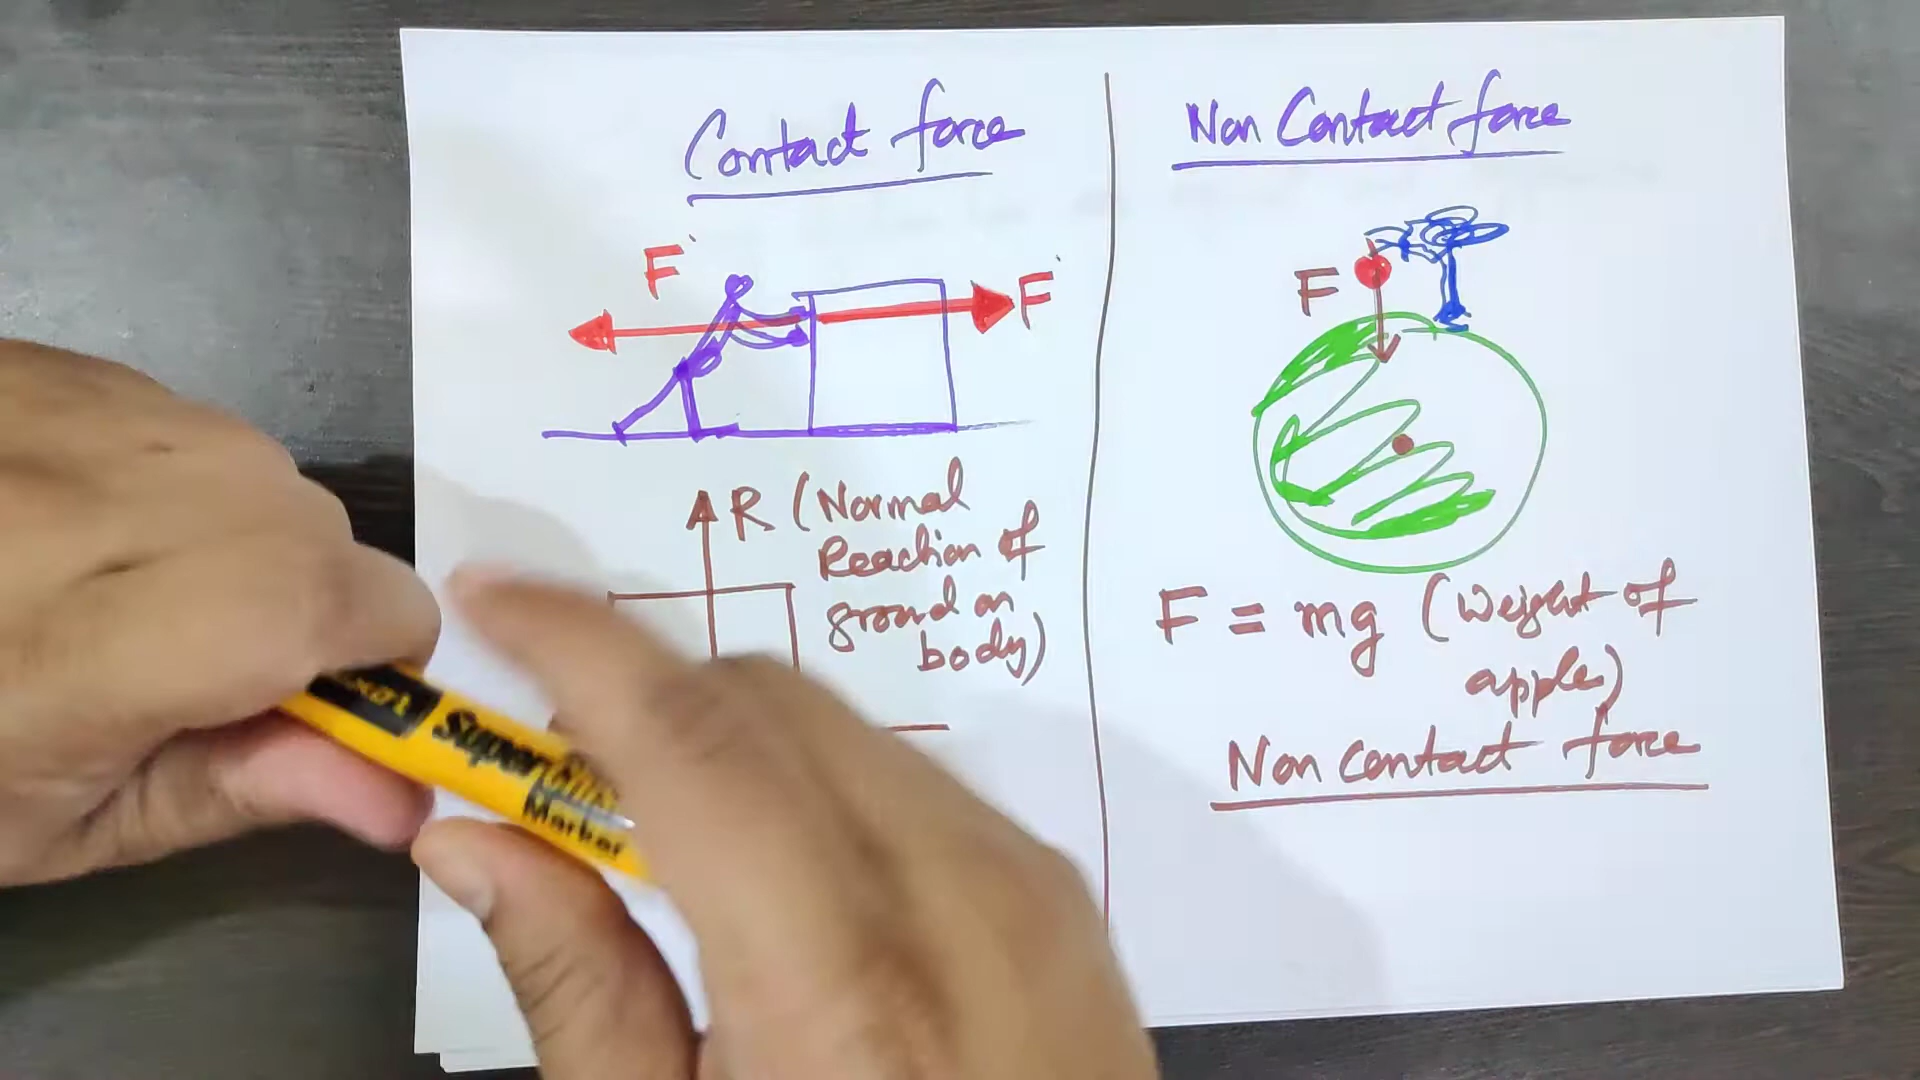 Contact force
F
F
R (Normal
Reaction of
ground on
body)
Non Contact force
F
F = mg (Weight of
apple)
Non Contact force
Super
Marker